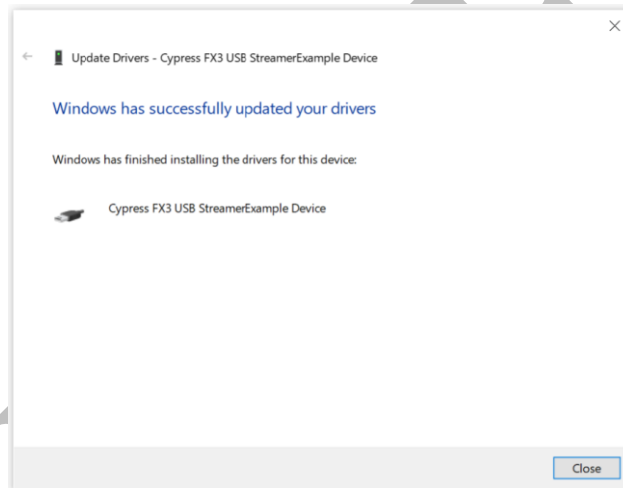 Update Drivers - Cypress FX3 USB StreamerExample Device
Windows has successfully updated your drivers
Windows has finished installing the drivers for this device:
Cypress FX3 USB StreamerExample Device
Close